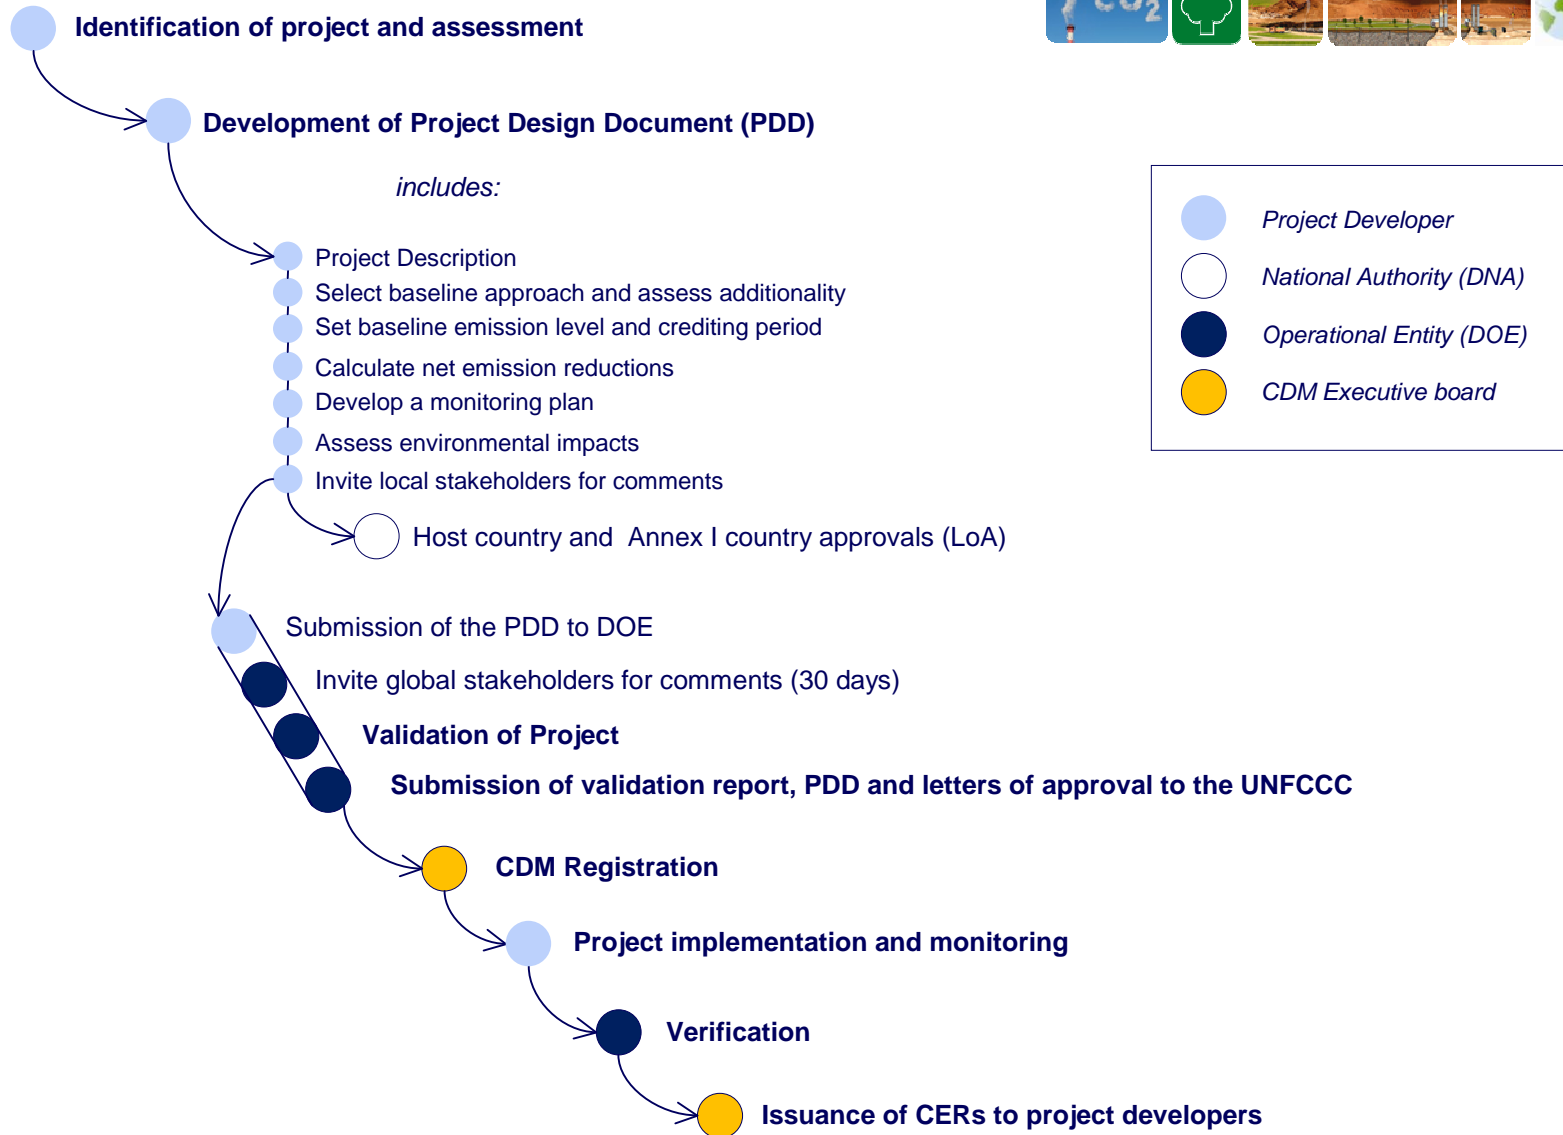 CO2
Identification of project and assessment
Development of Project Design Document (PDD)
includes:
Project Description
Select baseline approach and assess additionality
Set baseline emission level and crediting period
Calculate net emission reductions
Develop a monitoring plan
Assess environmental impacts
Invite local stakeholders for comments
Host country and Annex I country approvals (LoA)
Submission of the PDD to DOE
Invite global stakeholders for comments (30 days)
Validation of Project
Submission of validation report, PDD and letters of approval to the UNFCCC
CDM Registration
Project implementation and monitoring
Verification
Issuance of CERs to project developers
Project Developer
National Authority (DNA)
Operational Entity (DOE)
CDM Executive board